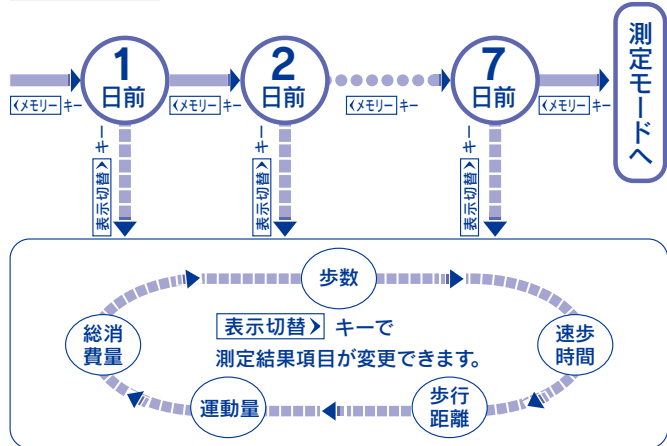 1
日前
2
日前
7
日前
測定モードへ
❮メモリー キー
❮メモリー キー
❮メモリー キー
❮メモリー キー
表示切替❯ キー
表示切替❯ キー
表示切替❯ キー
歩数
総消
費量
表示切替❯ キーで
測定結果項目が変更できます。
速歩
時間
運動量
歩行
距離